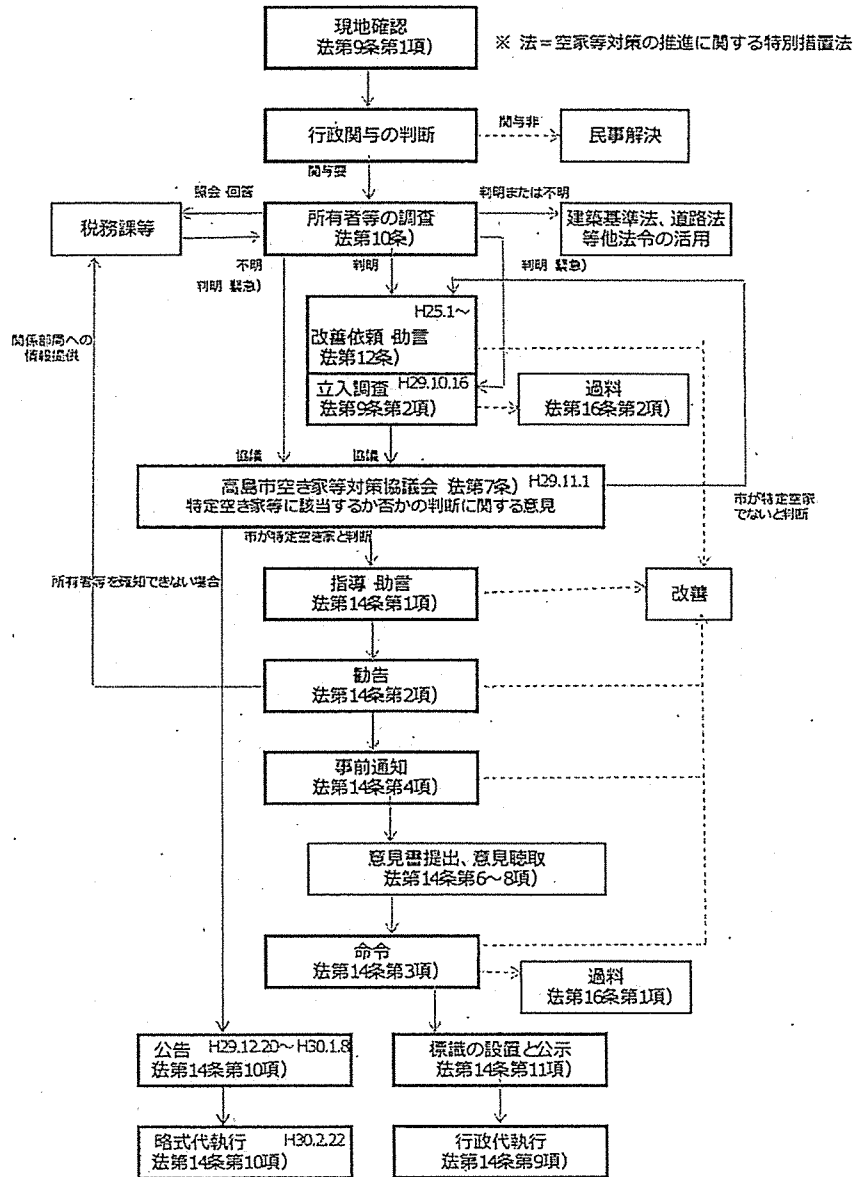 現地確認
法第9条第1項)
※ 法＝空家等対策の推進に関する特別措置法
行政関与の判断
関与非
民事解決
関与要
照会・回答
税務課等
所有者等の調査
法第10条)
判明または不明
建築基準法、道路法
等他法令の活用
不明
判明 緊急)
判明
判明 緊急)
関係部局への
情報提供
H25.1～
改善依頼・助言
法第12条)
立入調査 H29.10.16
法第9条第2項)
過料
法第16条第2項)
協議
協議
高島市空き家等対策協議会 法第7条) H29.11.1
特定空き家等に該当するか否かの判断に関する意見
市が特定空家
でないと判断
市が特定空き家と判断
所有者等を確知できない場合
指導・助言
法第14条第1項)
改善
勧告
法第14条第2項)
事前通知
法第14条第4項)
意見書提出、意見聴取
法第14条第6～8項)
命令
法第14条第3項)
過料
法第16条第1項)
公告 H29.12.20～H30.1.8
法第14条第10項)
標識の設置と公示
法第14条第11項)
略式代執行 H30.2.22
法第14条第10項)
行政代執行
法第14条第9項)